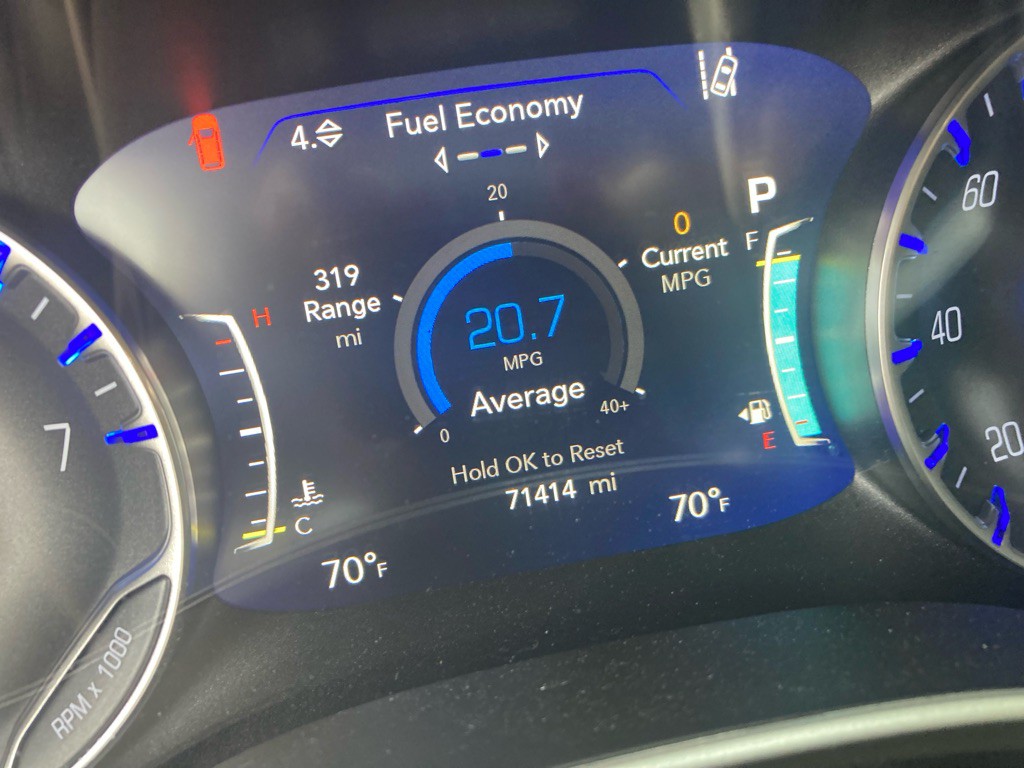 4. Fuel Economy
20
P
0
Current
MPG
319
Range
mi
20.7
MPG
Average
0
40+
Hold OK to Reset
71414 mi
70°F
70°F
H
C
F
E
7
RPM x 1000
60
40
20